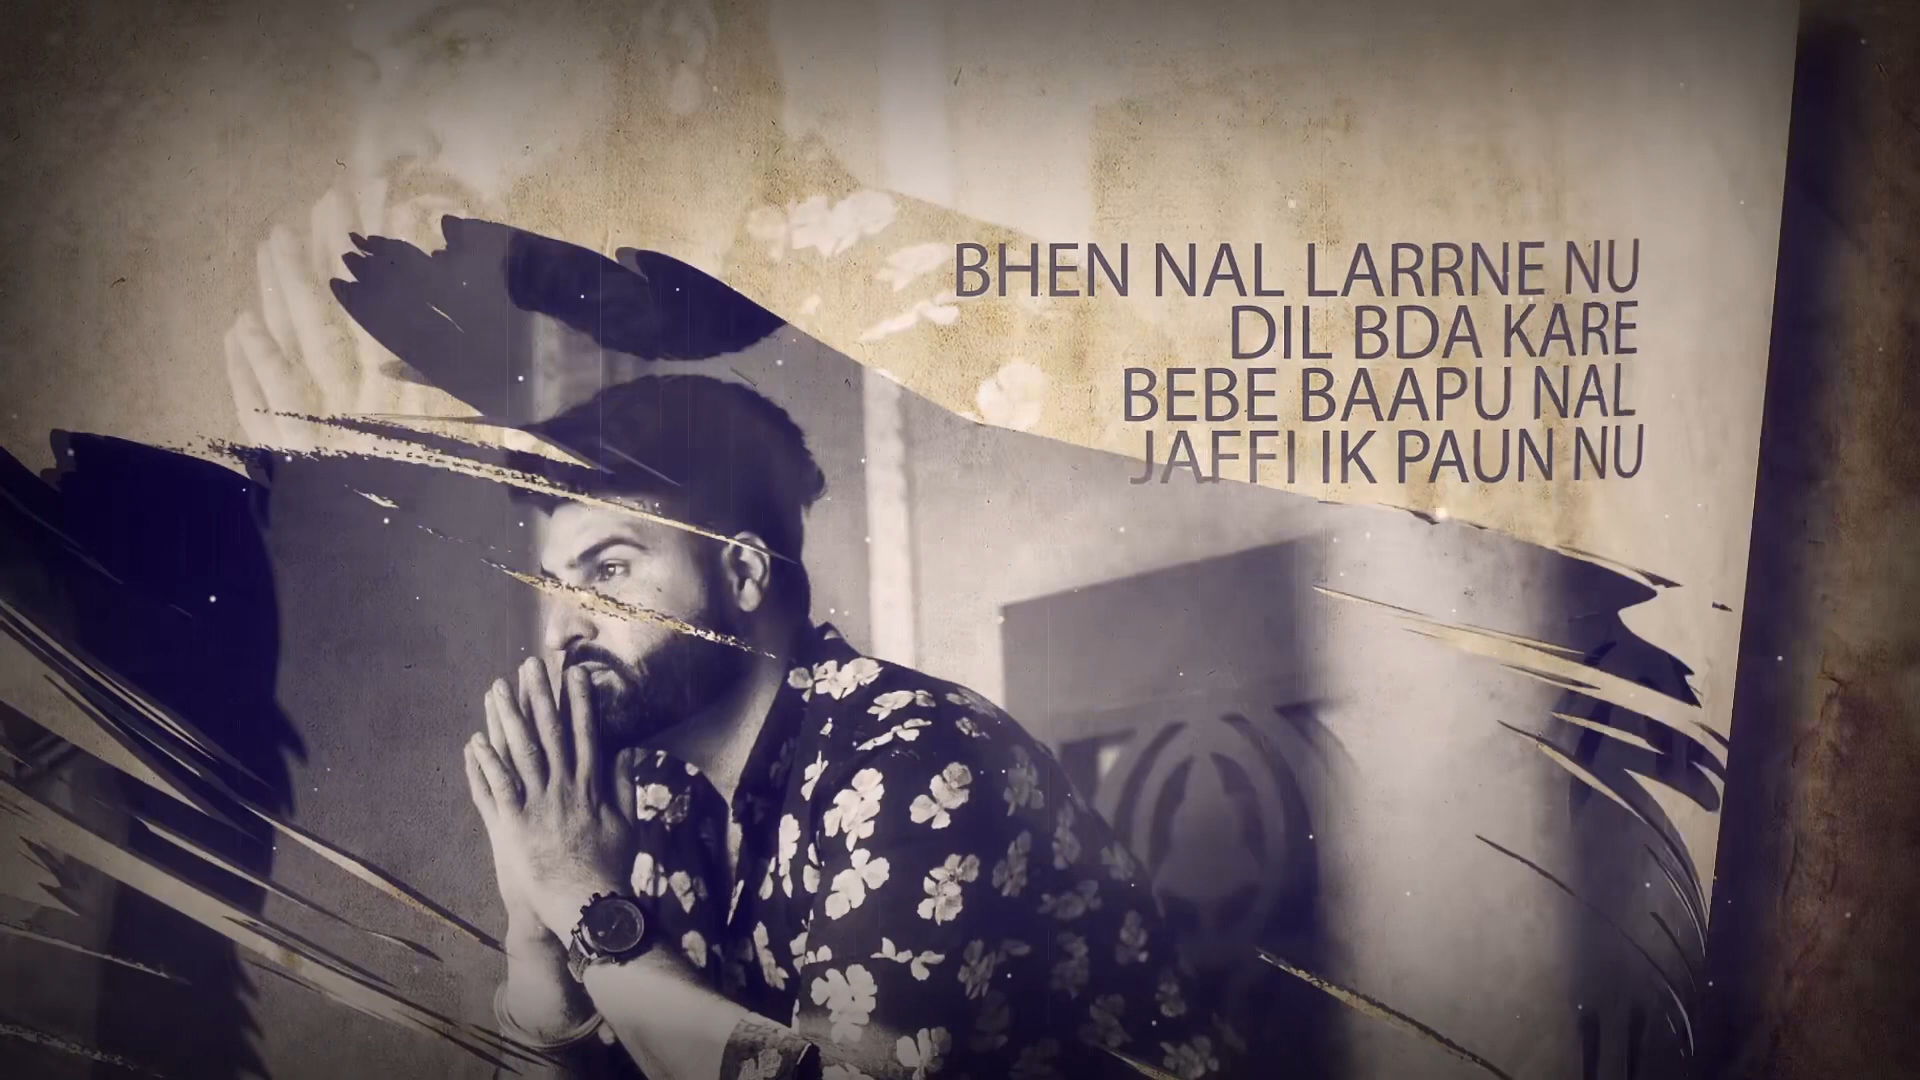 BHEN NAL LARRNE NU
DIL BDA KARE
BEBE BAAPU NAL
JAFFI IK PAUN NU